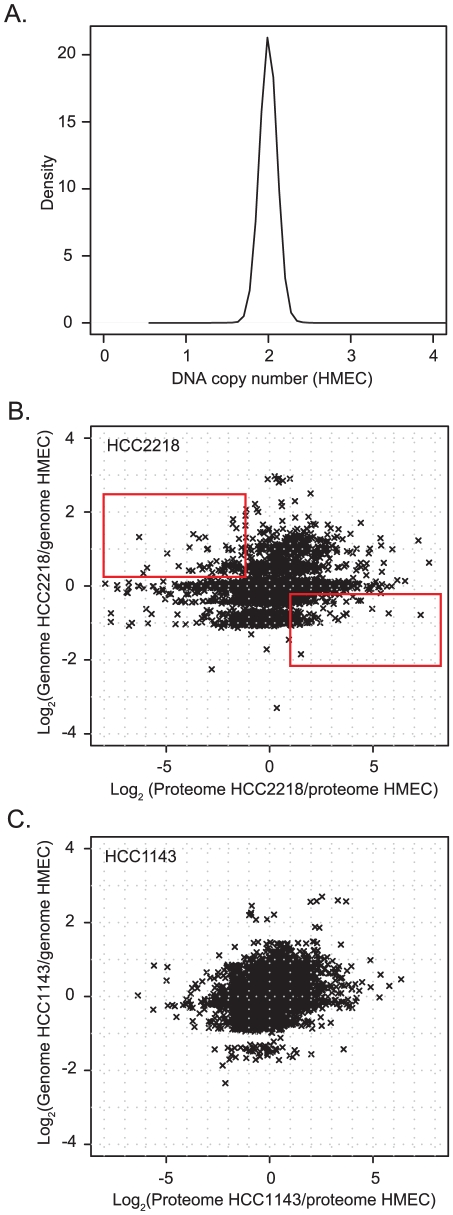 A.
20
15
10
5
0
Density
0 1 2 3 4
DNA copy number (HMEC)
B.
HCC2218
4
2
0
-2
-4
Log2(Genome HCC2218/genome HMEC)
-5 0 5
Log2 (Proteome HCC2218/proteome HMEC)
C.
HCC1143
4
2
0
-2
-4
Log2(Genome HCC1143/genome HMEC)
-5 0 5
Log2(Proteome HCC1143/proteome HMEC)